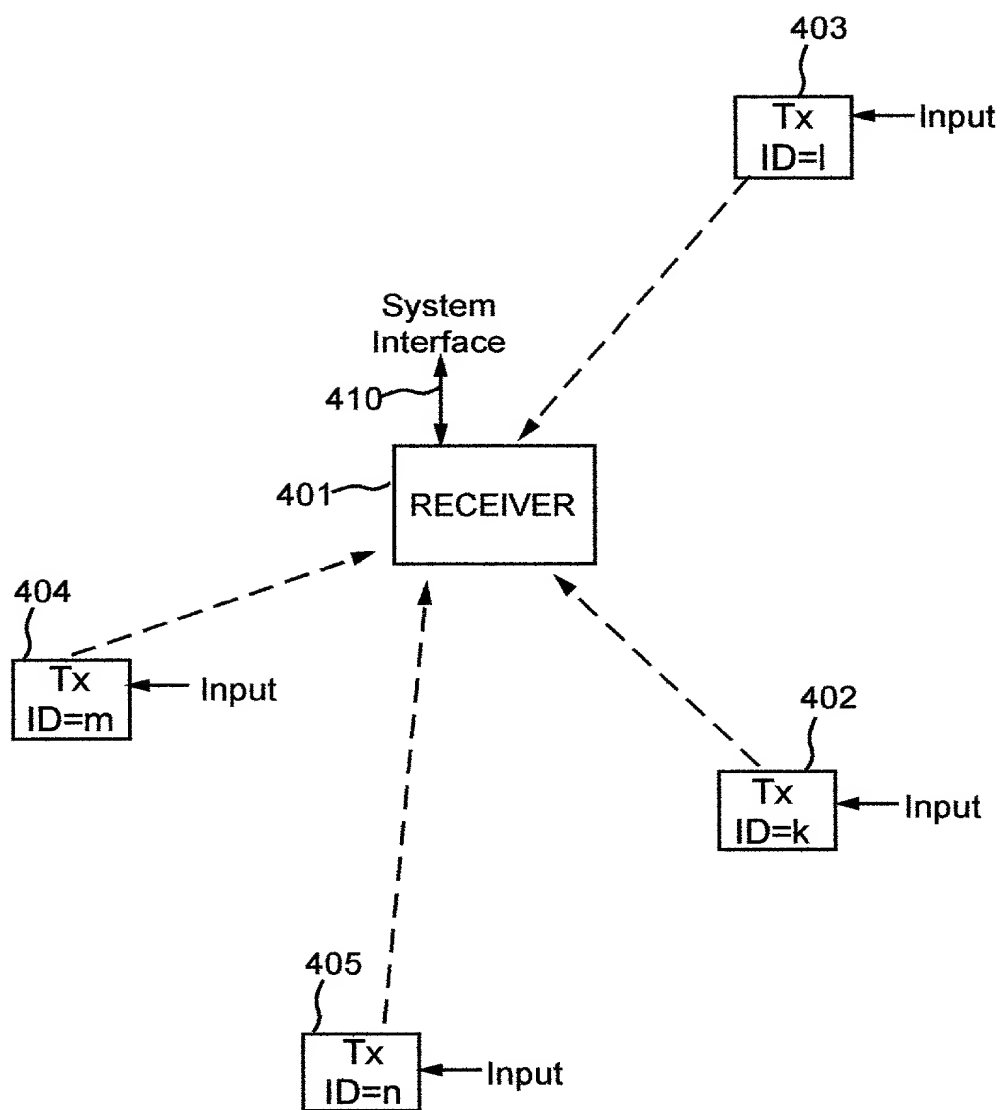 403
Tx
ID=l
Input
System
Interface
410
401
RECEIVER
404
Tx
ID=m
Input
402
Tx
ID=k
Input
405
Tx
ID=n
Input